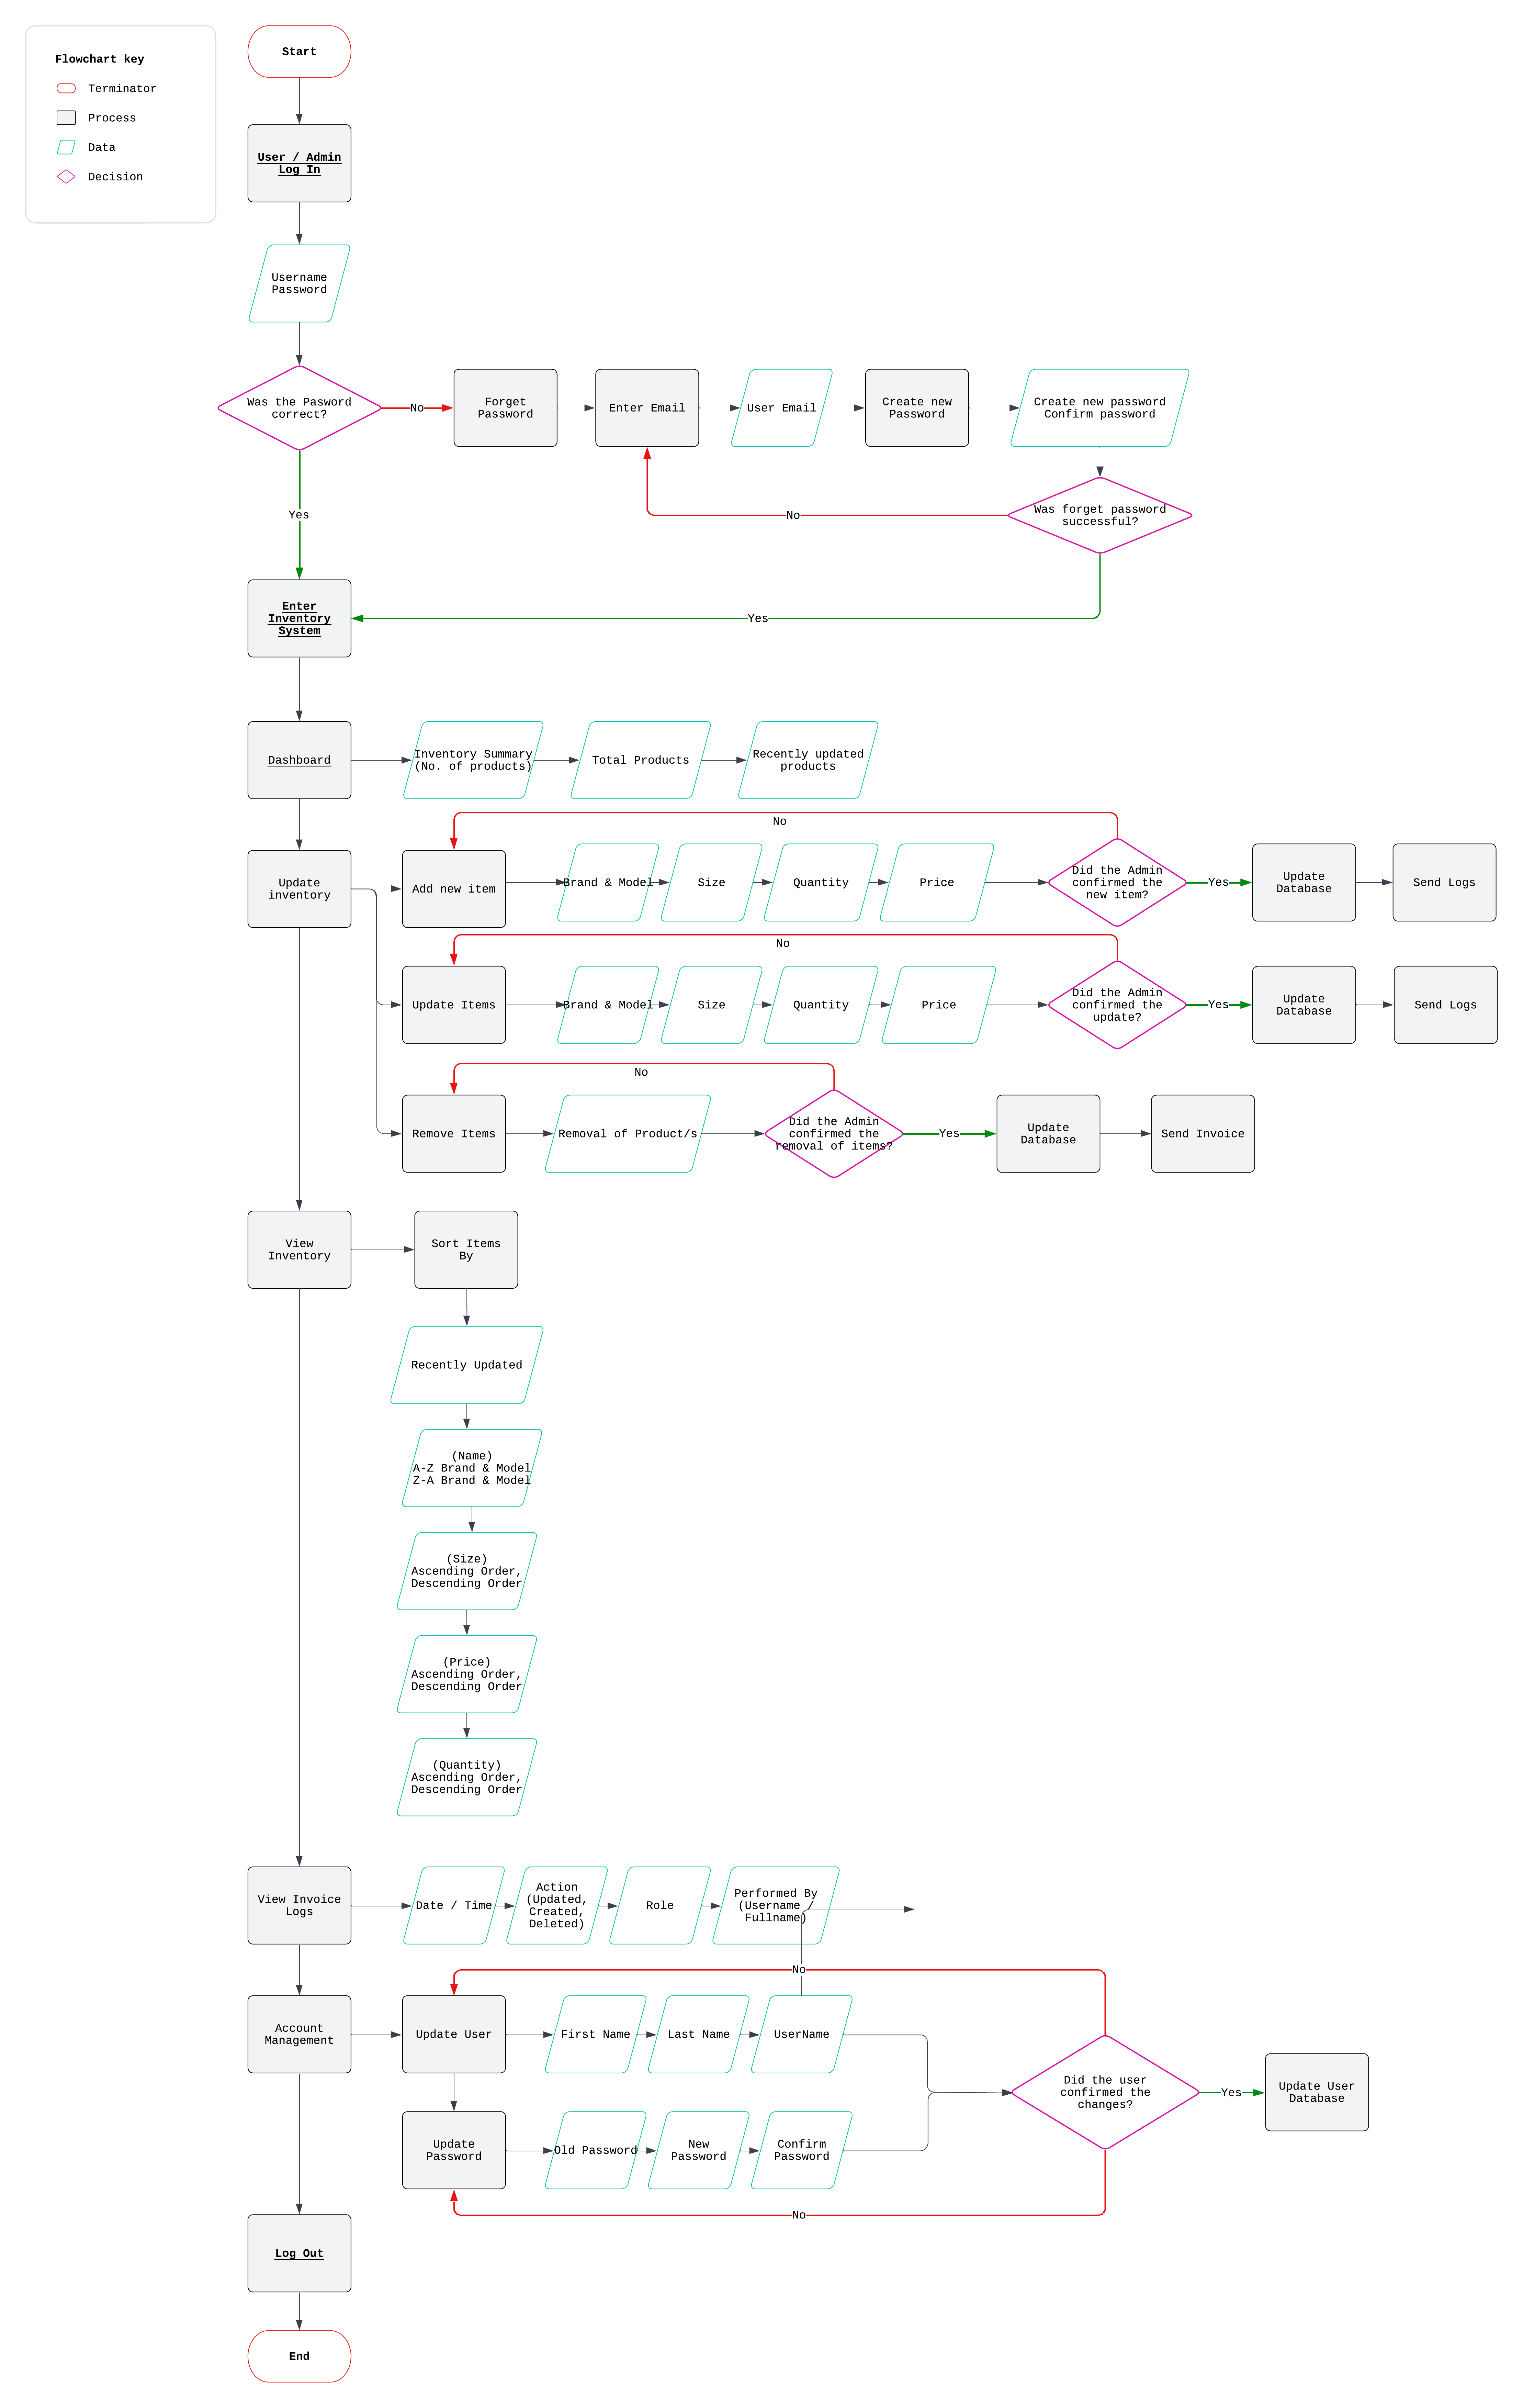 Flowchart key
Terminator
Process
Data
Decision
Start
User / Admin
Log In
Username
Password
Was the Pasword
correct?
No
Forget
Password
Enter Email
User Email
Create new
Password
Create new password
Confirm password
Yes
No
Was forget password
successful?
Enter
Inventory
System
Yes
Dashboard
Inventory Summary
(No. of products)
Total Products
Recently updated
products
No
Update
inventory
Add new item
Brand & Model
Size
Quantity
Price
Did the Admin
confirmed the
new item?
Yes
Update
Database
Send Logs
No
Update Items
Brand & Model
Size
Quantity
Price
Did the Admin
confirmed the
update?
Yes
Update
Database
Send Logs
No
Remove Items
Removal of Product/s
Did the Admin
confirmed the
removal of items?
Yes
Update
Database
Send Invoice
View
Inventory
Sort Items
By
Recently Updated
(Name)
A-Z Brand & Model
Z-A Brand & Model
(Size)
Ascending Order,
Descending Order
(Price)
Ascending Order,
Descending Order
(Quantity)
Ascending Order,
Descending Order
View Invoice
Logs
Date / Time
Action
(Updated,
Created,
Deleted)
Role
Performed By
(Username /
Fullname)
No
Account
Management
Update User
First Name
Last Name
UserName
Did the user
confirmed the
changes?
Yes
Update User
Database
Update
Password
Old Password
New
Password
Confirm
Password
No
Log Out
End